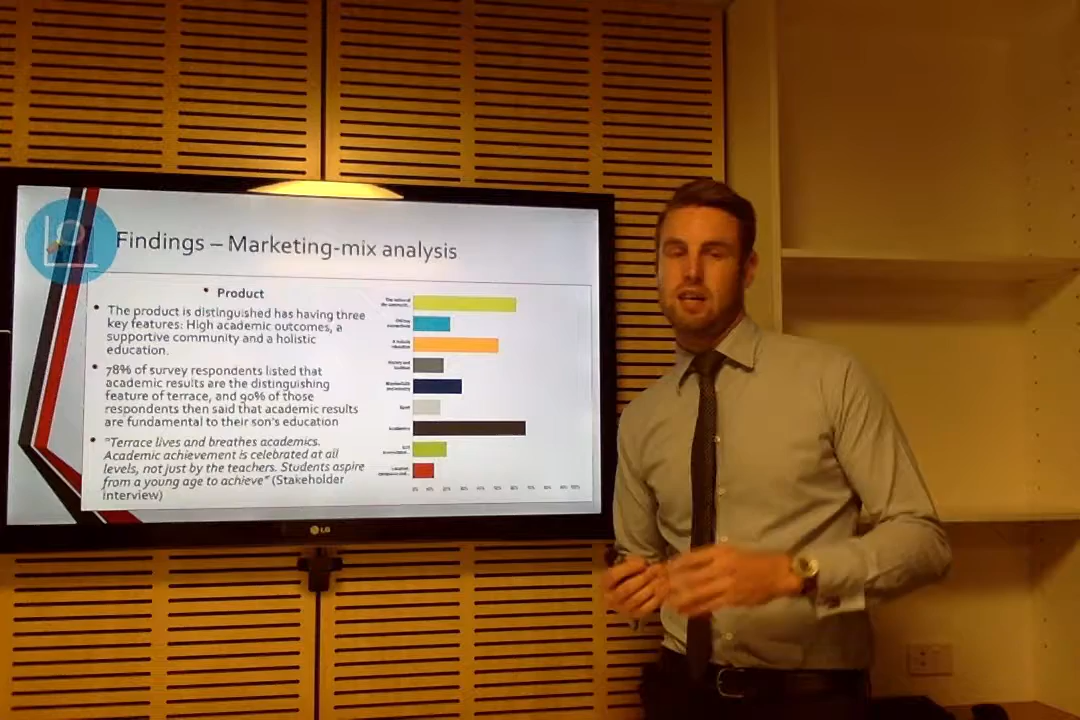 Findings – Marketing-mix analysis
• Product
• The product is distinguished has having three
key features: High academic outcomes, a
supportive community and a holistic
education.
• 78% of survey respondents listed that
academic results are the distinguishing
feature of terrace, and 90% of those
respondents then said that academic results
are fundamental to their son's education
• "Terrace lives and breathes academics.
Academic achievement is celebrated at all
levels, not just by the teachers. Students aspire
from a young age to achieve" (Stakeholder
Interview)
Academics
LG